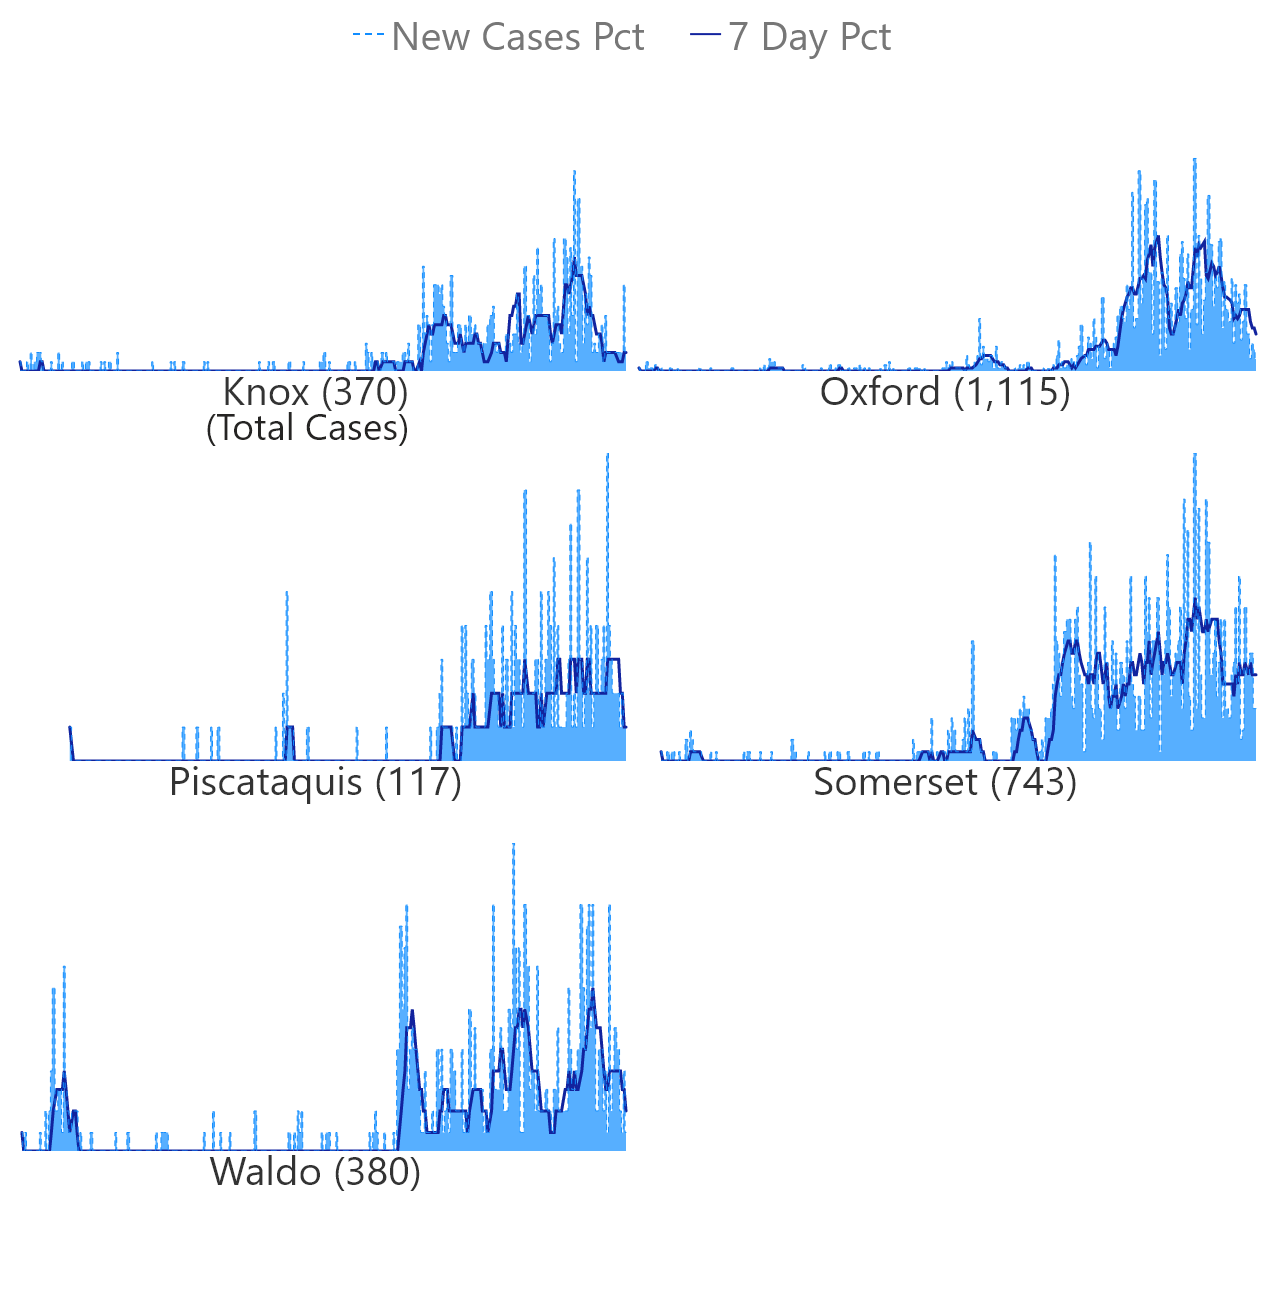 New Cases Pct 7 Day Pct
Knox (370) Oxford (1,115)
(Total Cases)
Piscataquis (117) Somerset (743)
Waldo (380)